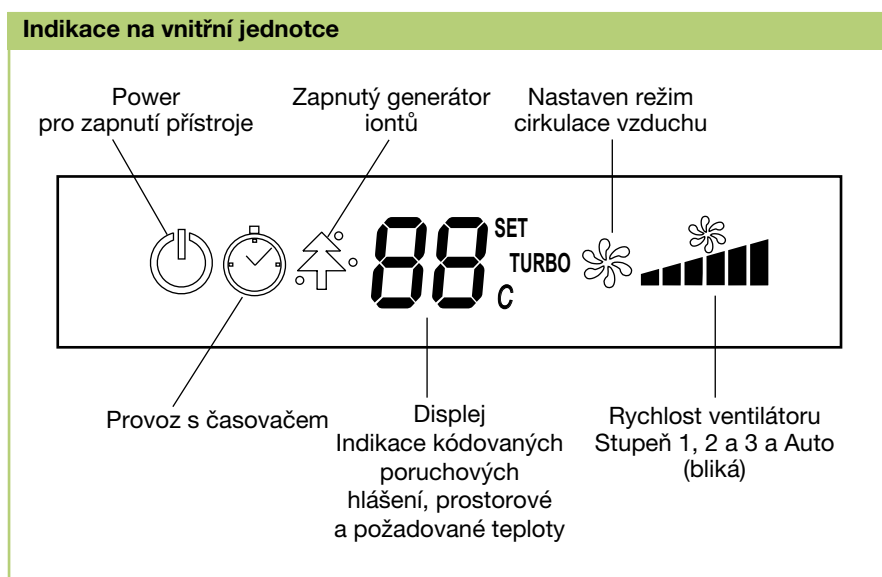 Indikace na vnitřní jednotce
Power
pro zapnutí přístroje
Zapnutý generátor
iontů
Nastaven režim
cirkulace vzduchu
88
SET
TURBO
C
Provoz s časovačem
Displej
Indikace kódovaných
poruchových
hlášení, prostorové
a požadované teploty
Rychlost ventilátoru
Stupeň 1, 2 a 3 a Auto
(bliká)